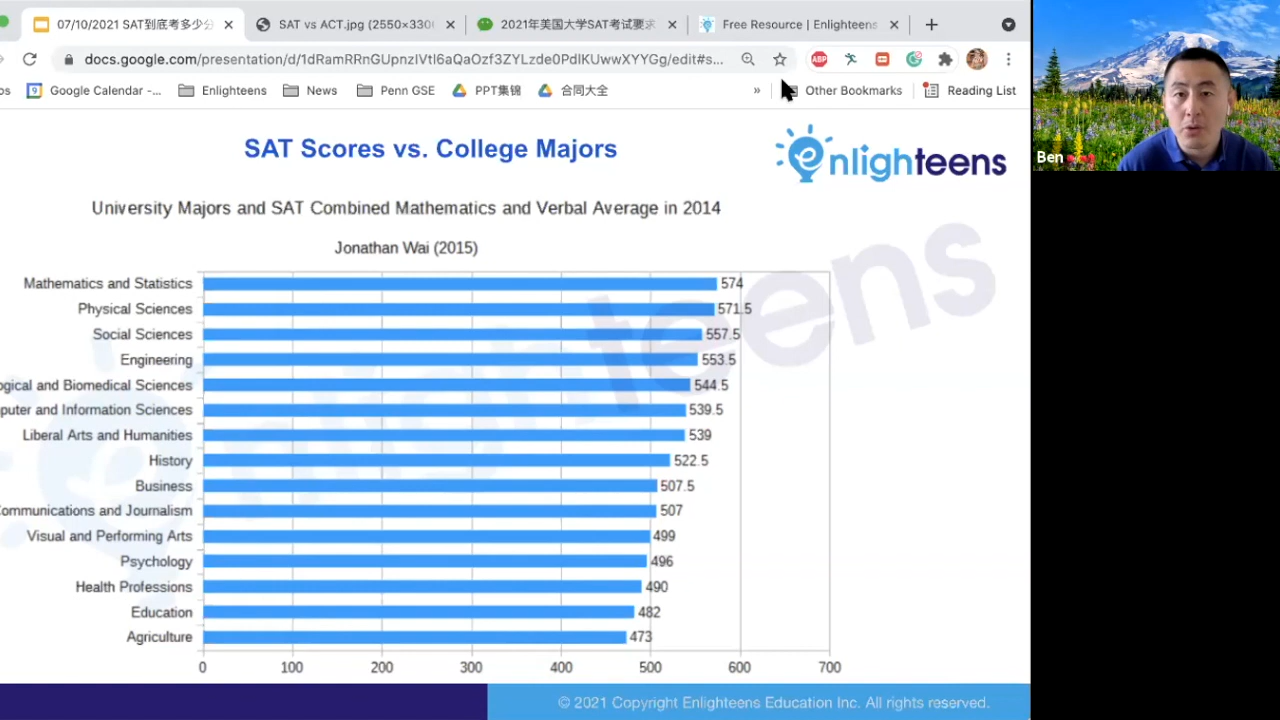 07/10/2021 SAT到底考多少分
SAT vs ACT.jpg (2550×330
2021年美国大学SAT考试要求
Free Resource | Enlighteens
docs.google.com/presentation/d/1dRamRRnGUpnzIVtl6aQaOzf3ZYLzde0PdlKUwwXYYGg/edit#s...
os
9
Google Calendar -...
Enlighteens
News
Penn GSE
PPT集锦
合同大全
»
Other Bookmarks
Reading List
ABP
Ben
SAT Scores vs. College Majors
enlighteens
University Majors and SAT Combined Mathematics and Verbal Average in 2014
Jonathan Wai (2015)
Mathematics and Statistics 574
Physical Sciences 571.5
Social Sciences 557.5
Engineering 553.5
ogical and Biomedical Sciences 544.5
puter and Information Sciences 539.5
Liberal Arts and Humanities 539
History 522.5
Business 507.5
Communications and Journalism 507
Visual and Performing Arts 499
Psychology 496
Health Professions 490
Education 482
Agriculture 473
0 100 200 300 400 500 600 700
enlighteens
© 2021 Copyright Enlighteens Education Inc. All rights reserved.